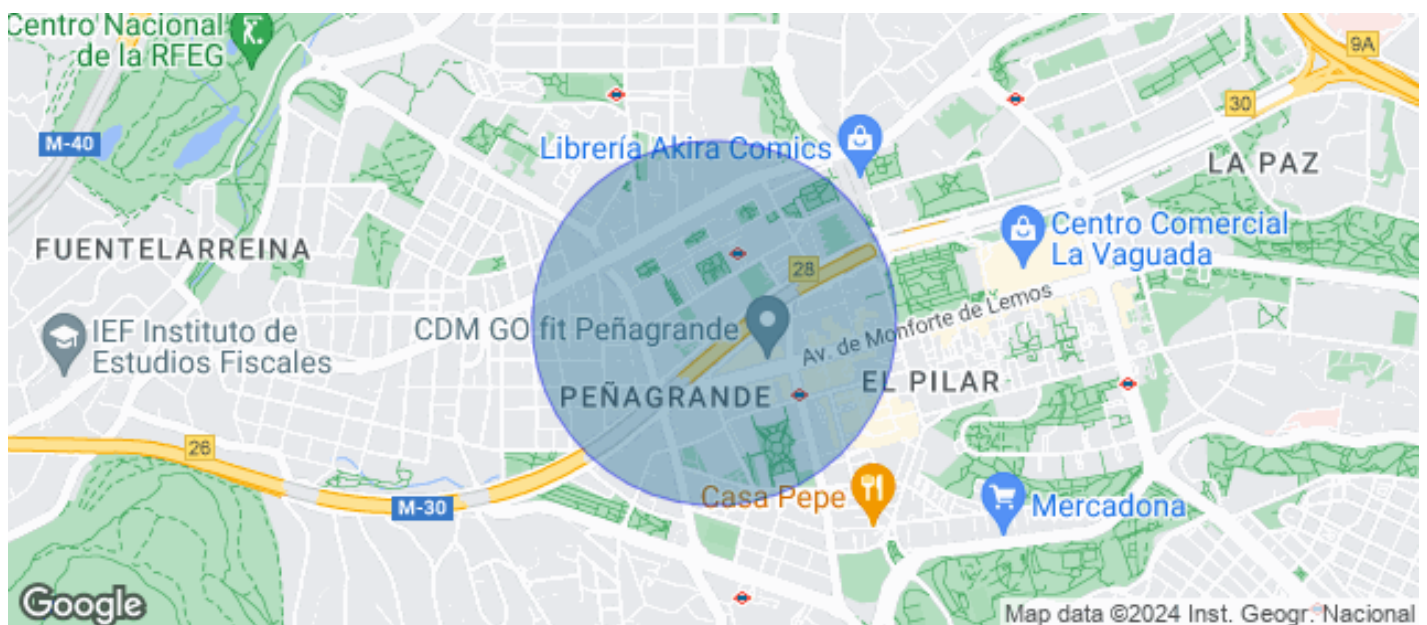 Centro Nacional
de la RFEG
9A
30
M-40
Librería Akira Comics
LA PAZ
Centro Comercial
La Vaguada
FUENTELARREINA
28
Av. de Monforte de Lemos
CDM GO fit Peñagrande
IEF Instituto de
Estudios Fiscales
PEÑAGRANDE
EL PILAR
26
M-30
Casa Pepe
Mercadona
Google
Map data ©2024 Inst. Geogr. Nacional